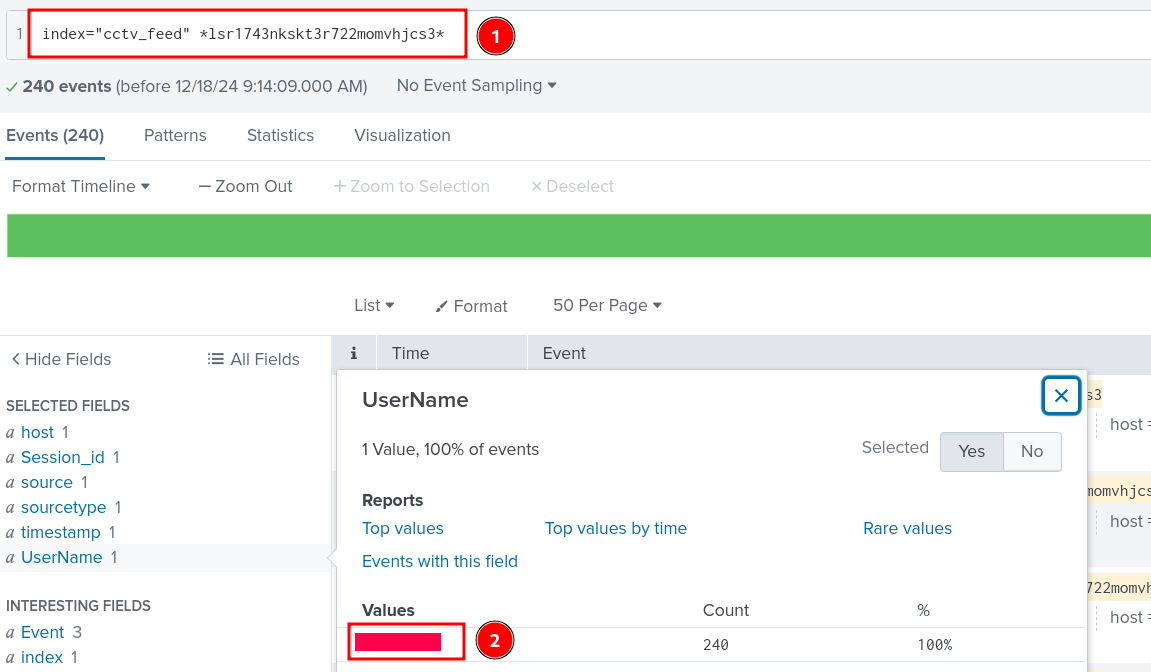 1 index="cctv_feed" *lsr1743nkskt3r722momvhjcs3*
1
240 events (before 12/18/24 9:14:09.000 AM) No Event Sampling
Events (240) Patterns Statistics Visualization
Format Timeline — Zoom Out + Zoom to Selection × Deselect
List Format 50 Per Page
Hide Fields All Fields
i Time Event
SELECTED FIELDS
a host 1
a Session_id 1
a source 1
a sourcetype 1
a timestamp 1
a UserName 1
INTERESTING FIELDS
a Event 3
a index 1
UserName
1 Value, 100% of events Selected Yes No
Reports
Top values Top values by time Rare values
Events with this field
Values Count %
2
240 100%
s3
host =
momvhjcs
host =
722momvh
host =